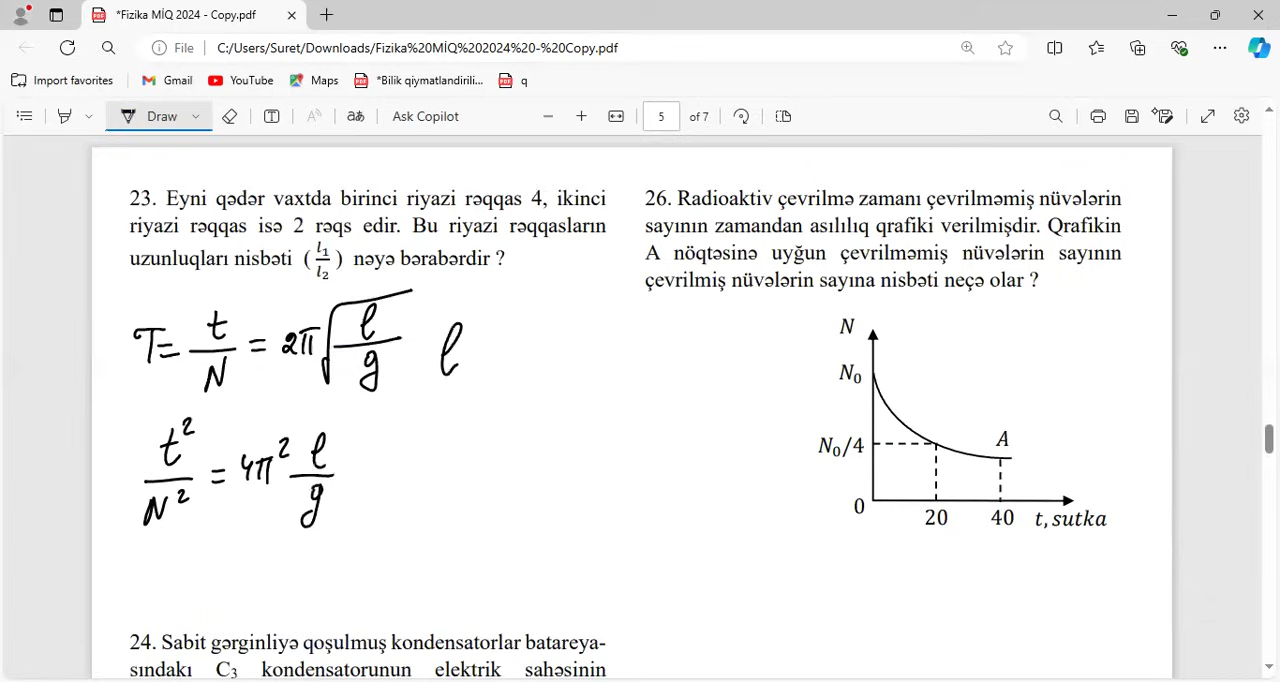 *Fizika MİQ 2024 - Copy.pdf
File C:/Users/Suret/Downloads/Fizika%20MİQ%202024%20-%20Copy.pdf
Import favorites Gmail YouTube Maps *Bilik qiymatlandirili... q
Draw aあ Ask Copilot 5 of 7
23. Eyni qədər vaxtda birinci riyazi rəqqas 4, ikinci
riyazi rəqqas isə 2 rəqs edir. Bu riyazi rəqqasların
uzunluqları nisbəti (l₁/l₂) nəyə bərabərdir ?
T= t/N = 2π√(l/g) l
t²/N² = 4π² l/g
24. Sabit gərginliyə qoşulmuş kondensatorlar batareya-
sındakı C₃ kondensatorunun elektrik sahəsinin
26. Radioaktiv çevrilmə zamanı çevrilməmiş nüvələrin
sayının zamandan asılılıq qrafiki verilmişdir. Qrafikin
A nöqtəsinə uyğun çevrilməmiş nüvələrin sayının
çevrilmiş nüvələrin sayına nisbəti neçə olar ?
N
N₀
N₀/4
A
0
20 40 t, sutka